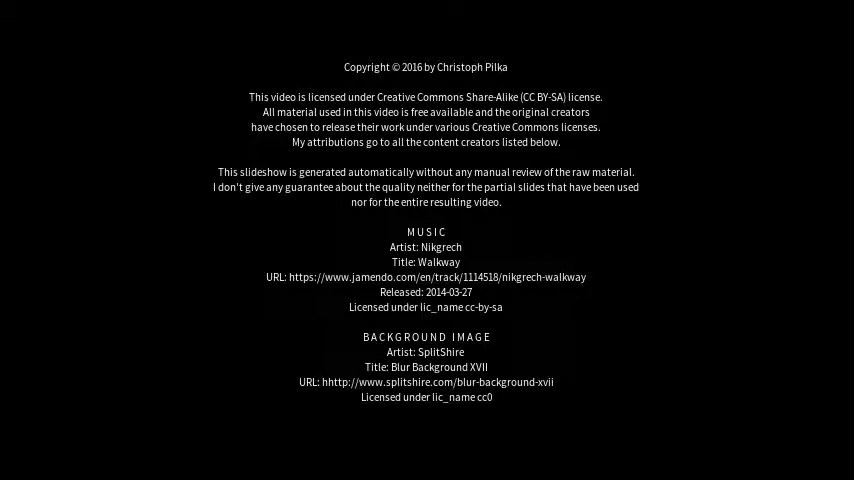 Copyright © 2016 by Christoph Pilka
This video is licensed under Creative Commons Share-Alike (CC BY-SA) license.
All material used in this video is free available and the original creators
have chosen to release their work under various Creative Commons licenses.
My attributions go to all the content creators listed below.
This slideshow is generated automatically without any manual review of the raw material.
I don't give any guarantee about the quality neither for the partial slides that have been used
nor for the entire resulting video.
M U S I C
Artist: Nikgrech
Title: Walkway
URL: https://www.jamendo.com/en/track/1114518/nikgrech-walkway
Released: 2014-03-27
Licensed under lic_name cc-by-sa
B A C K G R O U N D   I M A G E
Artist: SplitShire
Title: Blur Background XVII
URL: hhttp://www.splitshire.com/blur-background-xvii
Licensed under lic_name cc0